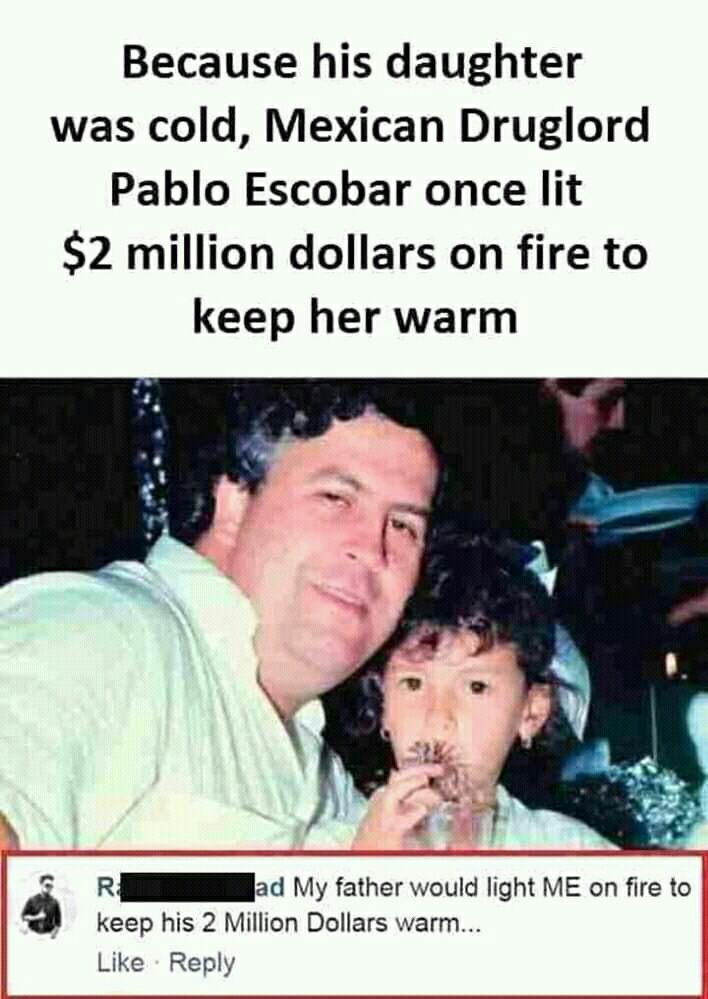 Because his daughter
was cold, Mexican Druglord
Pablo Escobar once lit
$2 million dollars on fire to
keep her warm
R ad My father would light ME on fire to
keep his 2 Million Dollars warm...
Like · Reply